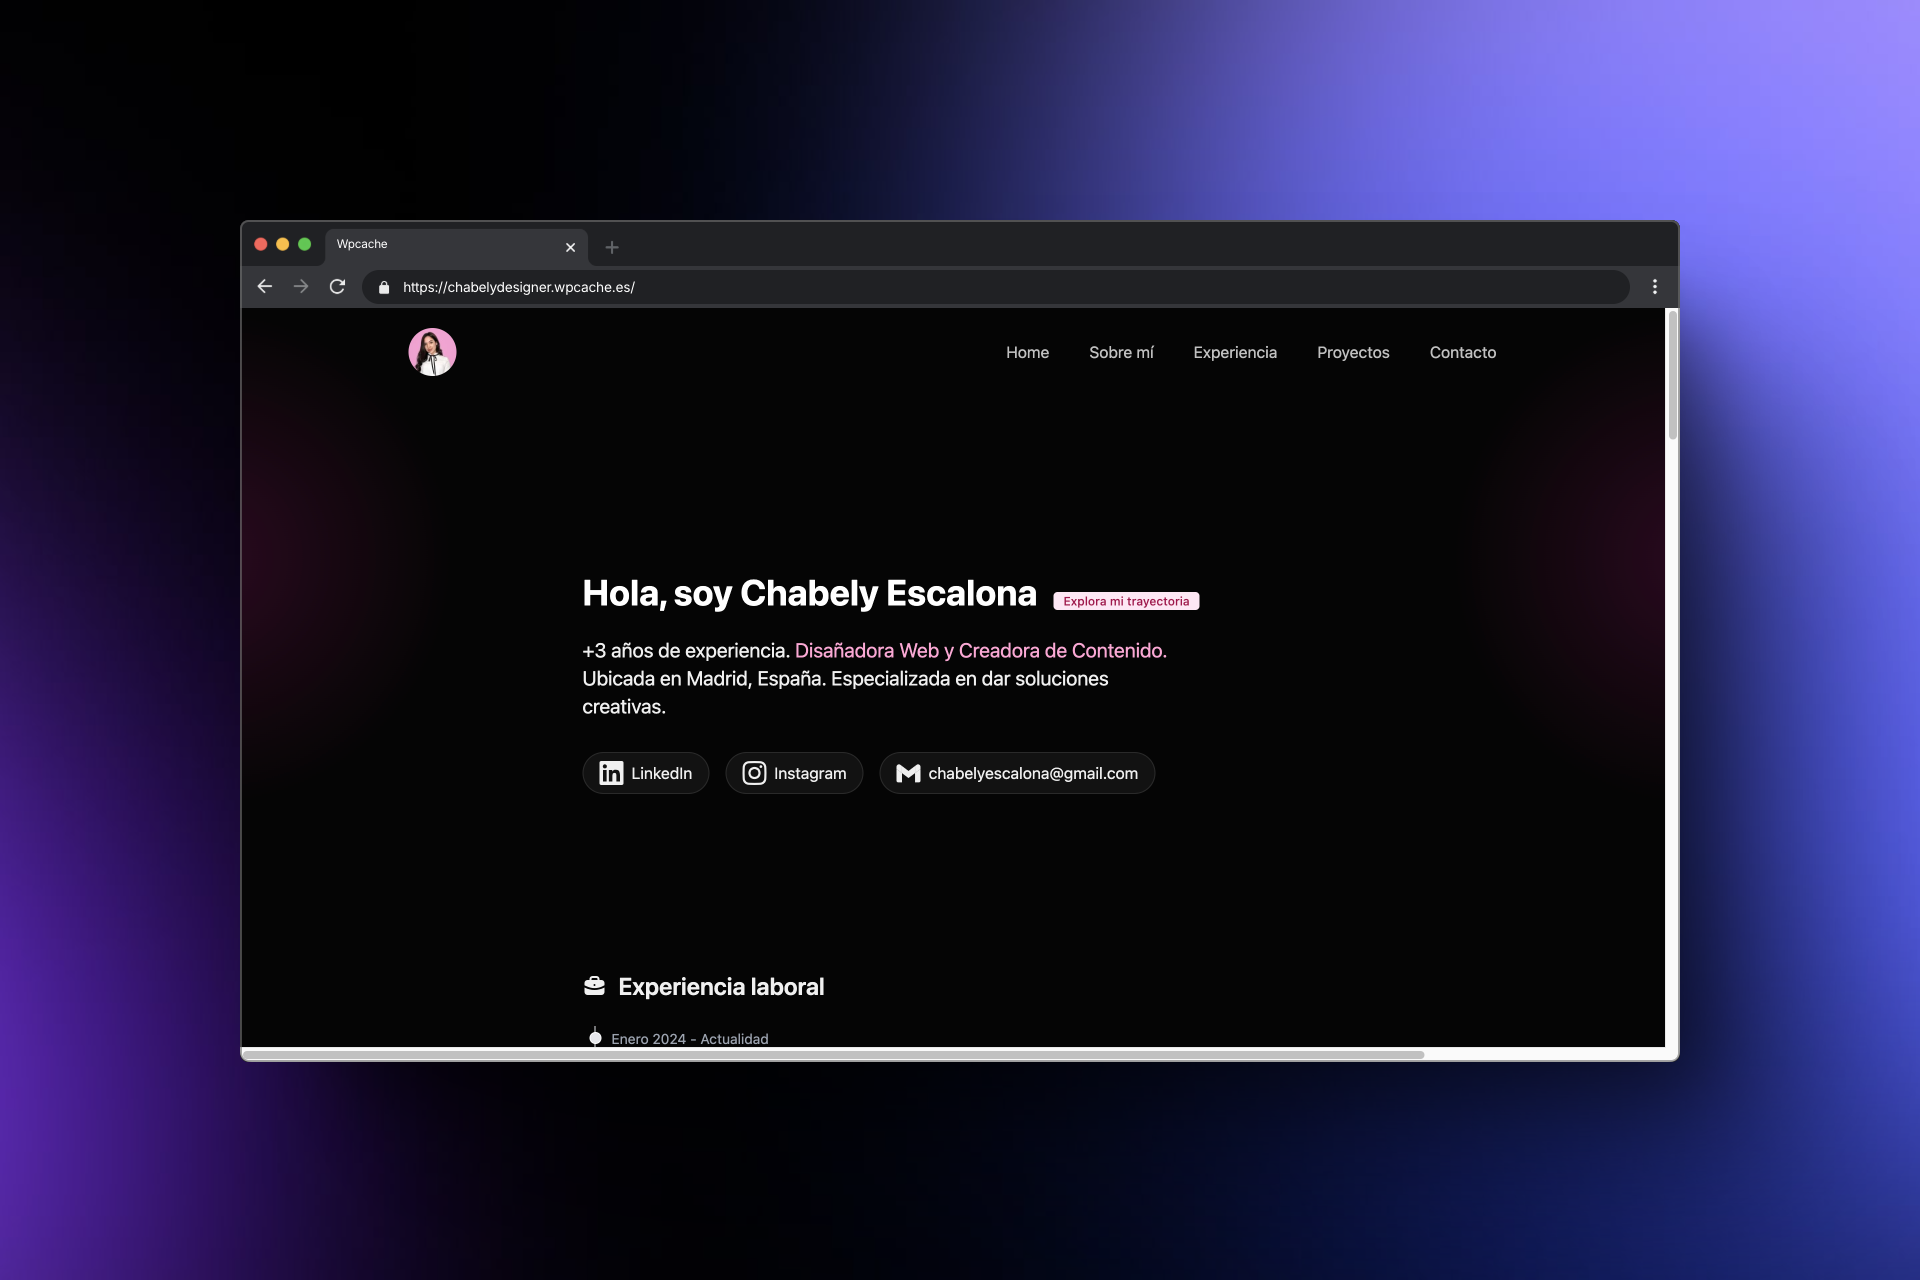 Wpcache
https://chabelydesigner.wpcache.es/
Home Sobre mí Experiencia Proyectos Contacto
Hola, soy Chabely Escalona Explora mi trayectoria
+3 años de experiencia. Disañadora Web y Creadora de Contenido.
Ubicada en Madrid, España. Especializada en dar soluciones
creativas.
LinkedIn Instagram chabelyescalona@gmail.com
Experiencia laboral
Enero 2024 - Actualidad